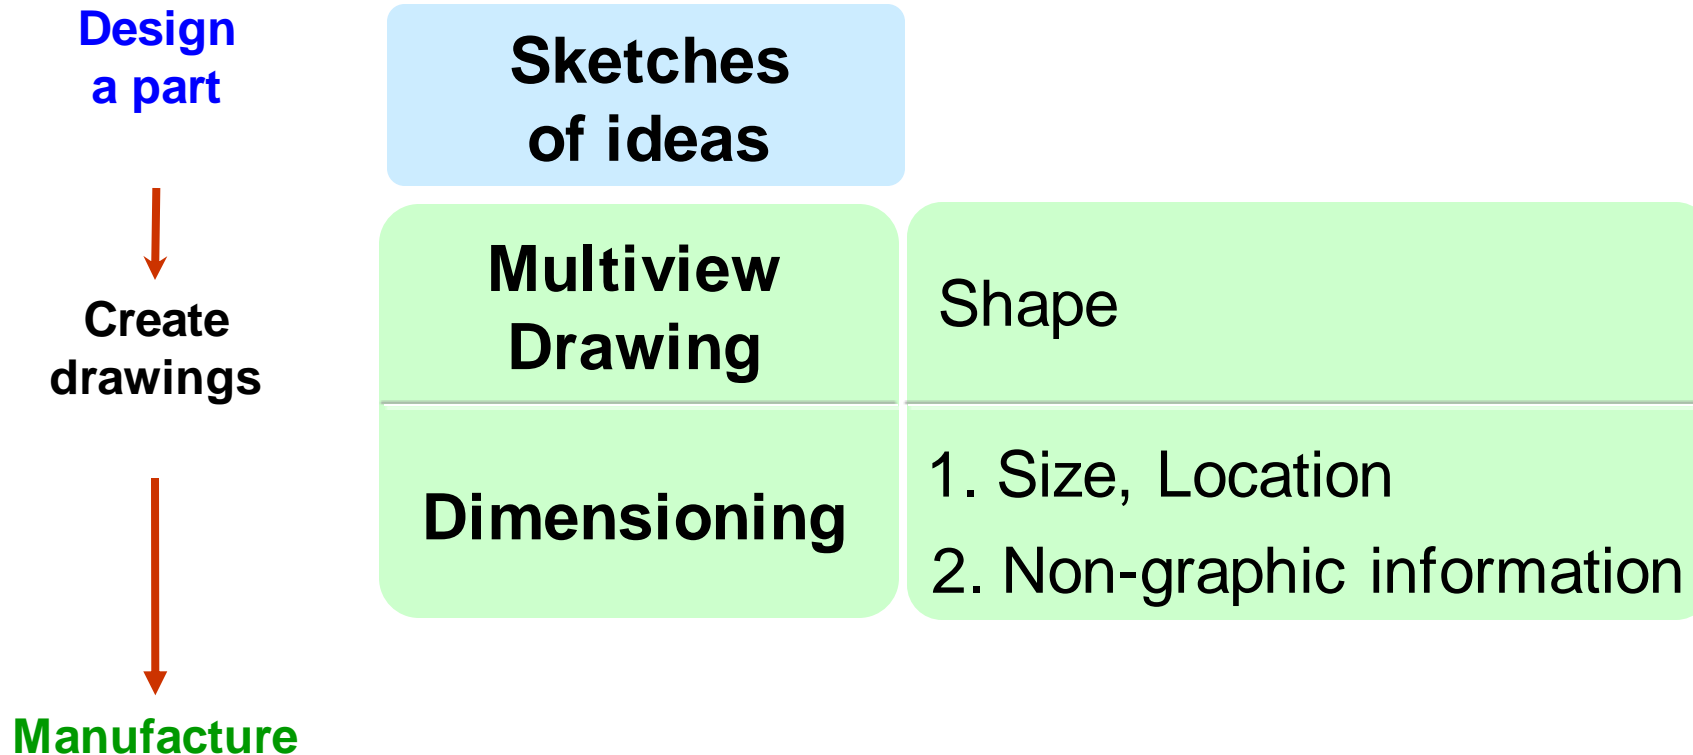 Design
a part
Sketches
of ideas
Create
drawings
Multiview
Drawing
Shape
Dimensioning
1. Size, Location
2. Non-graphic information
Manufacture